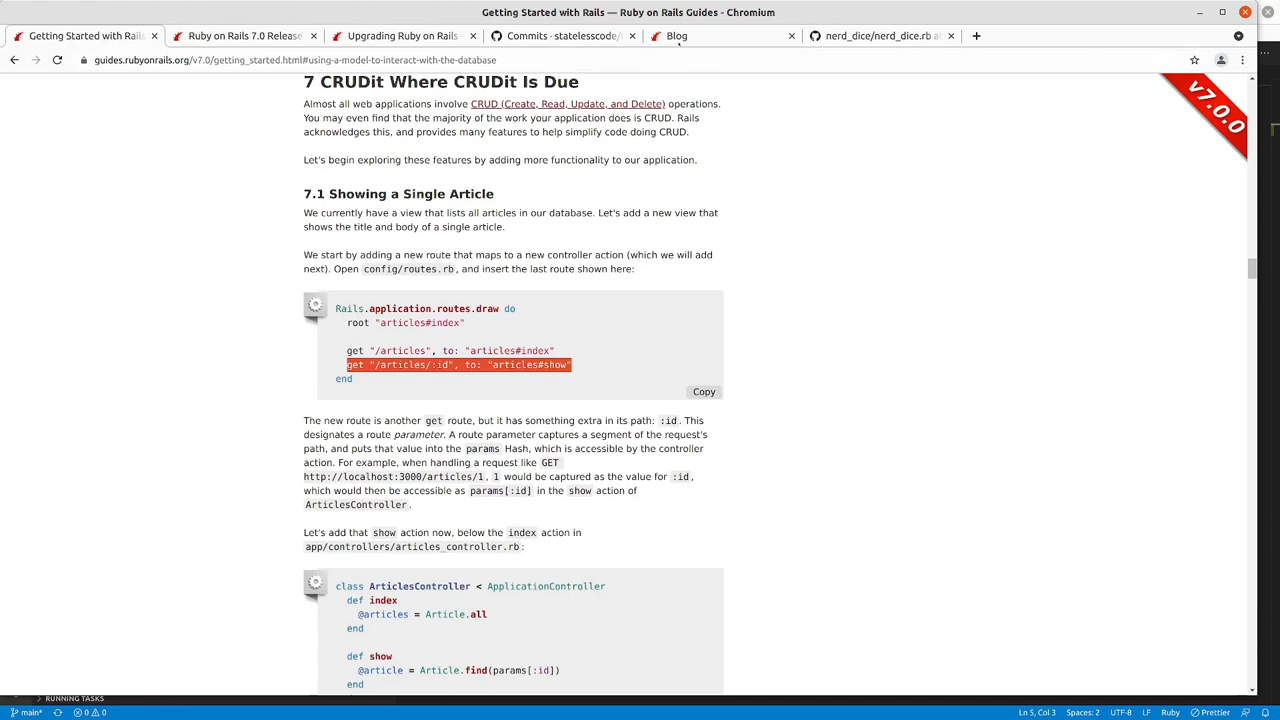 Getting Started with Rails — Ruby on Rails Guides - Chromium
Getting Started with Rails
Ruby on Rails 7.0 Release
Upgrading Ruby on Rails -
Commits · statelesscode/
Blog
nerd_dice/nerd_dice.rb at
guides.rubyonrails.org/v7.0/getting_started.html#using-a-model-to-interact-with-the-database
v7.0.0
7 CRUDit Where CRUDit Is Due
Almost all web applications involve CRUD (Create, Read, Update, and Delete) operations.
You may even find that the majority of the work your application does is CRUD. Rails
acknowledges this, and provides many features to help simplify code doing CRUD.
Let's begin exploring these features by adding more functionality to our application.
7.1 Showing a Single Article
We currently have a view that lists all articles in our database. Let's add a new view that
shows the title and body of a single article.
We start by adding a new route that maps to a new controller action (which we will add
next). Open config/routes.rb, and insert the last route shown here:
Rails.application.routes.draw do
root "articles#index"
get "/articles", to: "articles#index"
get "/articles/:id", to: "articles#show"
end
Copy
The new route is another get route, but it has something extra in its path: :id. This
designates a route parameter. A route parameter captures a segment of the request's
path, and puts that value into the params Hash, which is accessible by the controller
action. For example, when handling a request like GET
http://localhost:3000/articles/1, 1 would be captured as the value for :id,
which would then be accessible as params[:id] in the show action of
ArticlesController.
Let's add that show action now, below the index action in
app/controllers/articles_controller.rb:
class ArticlesController < ApplicationController
def index
@articles = Article.all
end
def show
@article = Article.find(params[:id])
end
RUNNING TASKS
main*
0
0
Ln 5, Col 3
Spaces: 2
UTF-8
LF
Ruby
Prettier